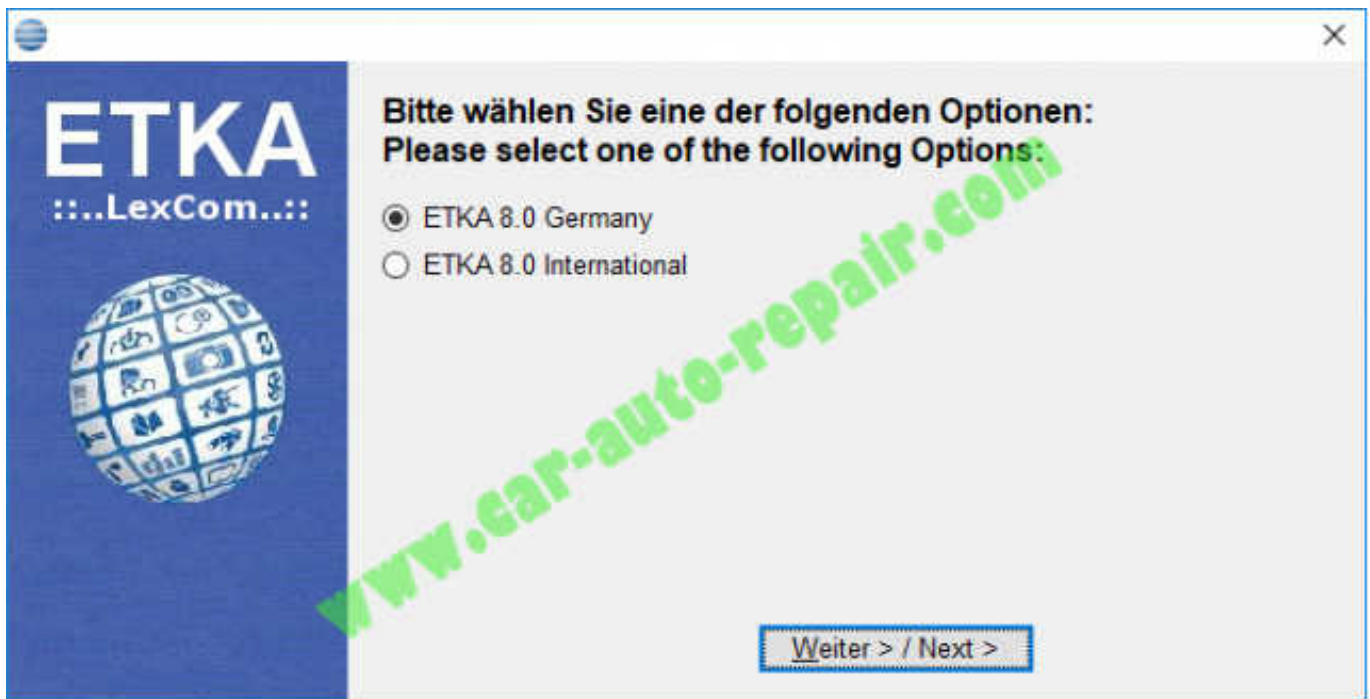 ETKA
::..LexCom..::
Bitte wählen Sie eine der folgenden Optionen:
Please select one of the following Options:
ETKA 8.0 Germany
ETKA 8.0 International
www.car-auto-repair.com
Weiter > / Next >